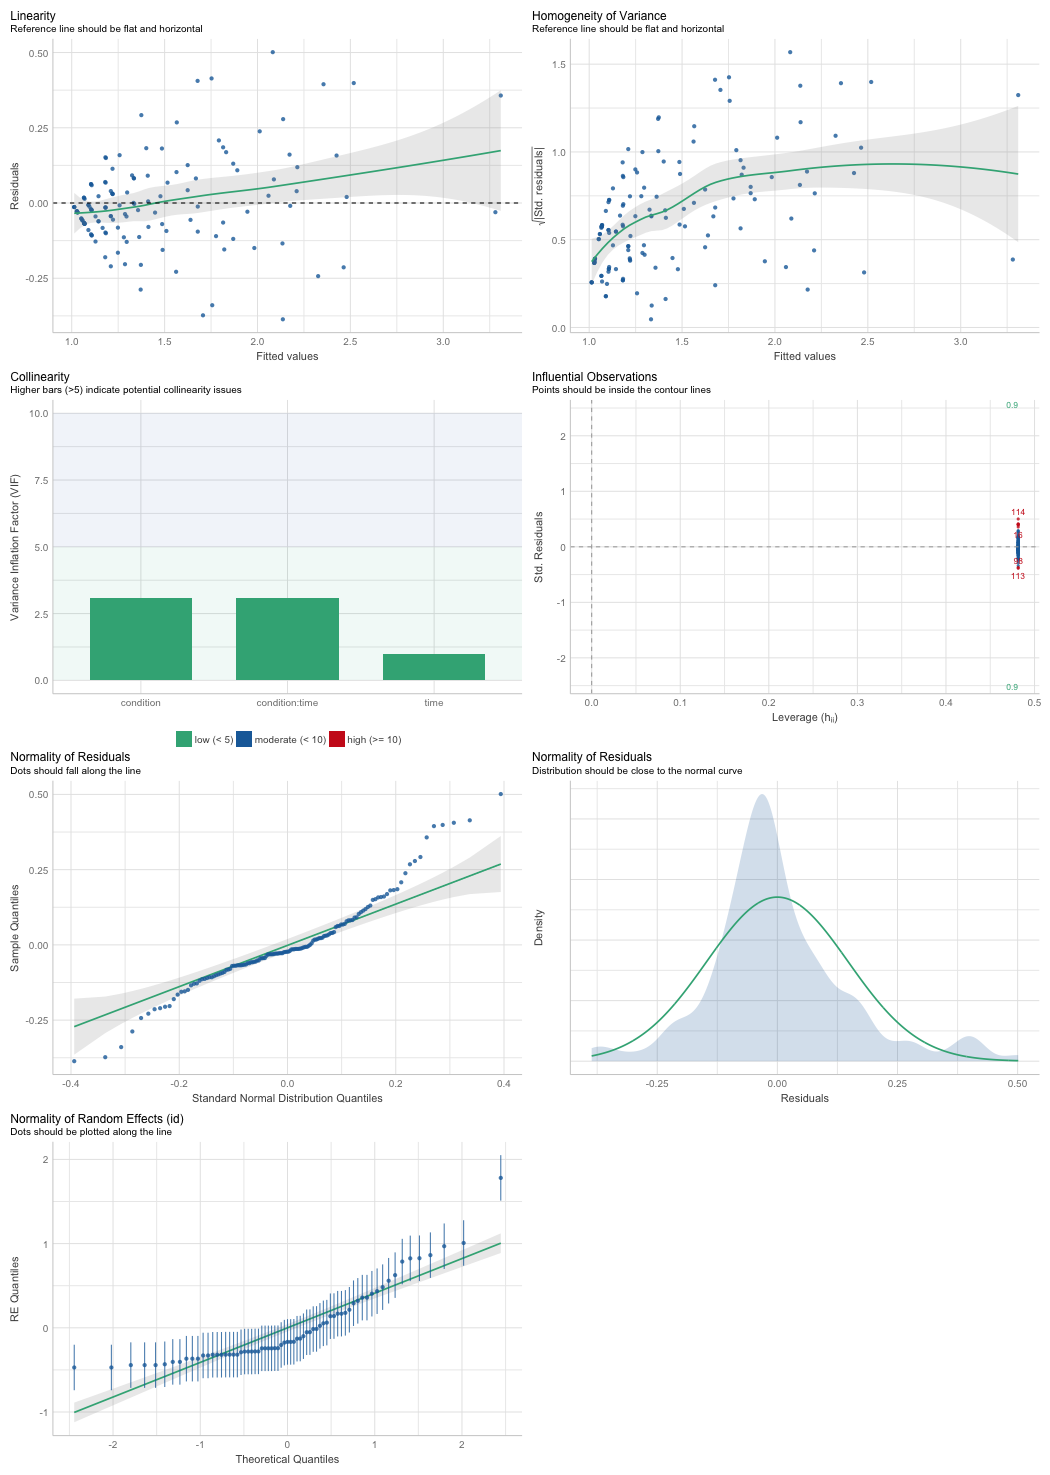 Linearity
Reference line should be flat and horizontal
0.50
0.25
0.00
-0.25
Residuals
1.0 1.5 2.0 2.5 3.0
Fitted values
Homogeneity of Variance
Reference line should be flat and horizontal
1.5
1.0
0.5
0.0
√|Std. residuals|
1.0 1.5 2.0 2.5 3.0
Fitted values
Collinearity
Higher bars (>5) indicate potential collinearity issues
10.0
7.5
5.0
2.5
0.0
Variance Inflation Factor (VIF)
condition condition:time time
low (< 5) moderate (< 10) high (>= 10)
Influential Observations
Points should be inside the contour lines
0.9
2
1
0
-1
-2
Std. Residuals
114
113
0.9
0.0 0.1 0.2 0.3 0.4 0.5
Leverage (hii)
Normality of Residuals
Dots should fall along the line
0.50
0.25
0.00
-0.25
Sample Quantiles
-0.4 -0.2 0.0 0.2 0.4
Standard Normal Distribution Quantiles
Normality of Residuals
Distribution should be close to the normal curve
Density
-0.25 0.00 0.25 0.50
Residuals
Normality of Random Effects (id)
Dots should be plotted along the line
2
1
0
-1
RE Quantiles
-2 -1 0 1 2
Theoretical Quantiles